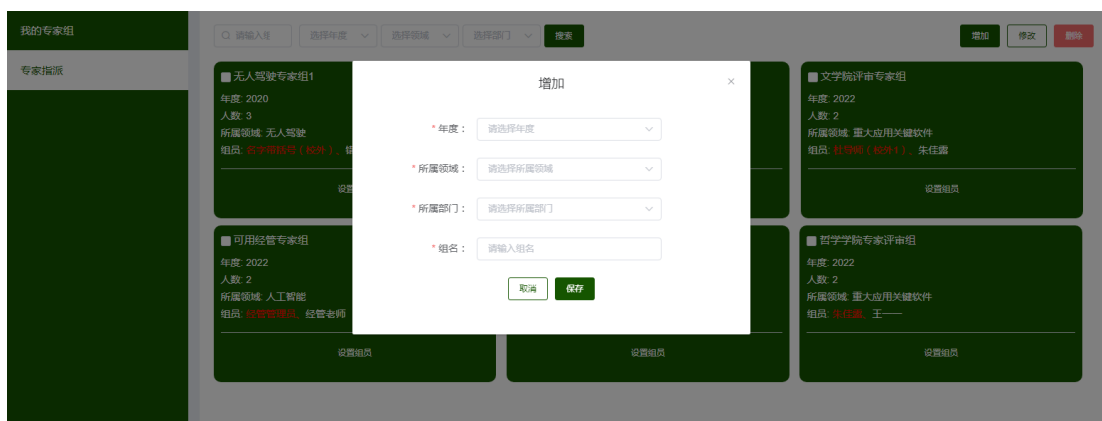 我的专家组
专家指派
请输入组
选择年度
选择领域
选择部门
搜索
增加
修改
删除
无人驾驶专家组1
年度: 2020
人数: 3
所属领域: 无人驾驶
组员:
文学院评审专家组
年度: 2022
人数: 2
所属领域: 重大应用关键软件
组员: 朱佳露
设置组员
增加
×
* 年度：
请选择年度
* 所属领域：
请选择所属领域
* 所属部门：
请选择所属部门
* 组名：
请输入组名
取消
保存
可用经管专家组
年度: 2022
人数: 2
所属领域: 人工智能
组员: 经管管理员、经管老师
设置组员
设置组员
哲学学院专家评审组
年度: 2022
人数: 2
所属领域: 重大应用关键软件
组员: 朱佳露、王一一
设置组员